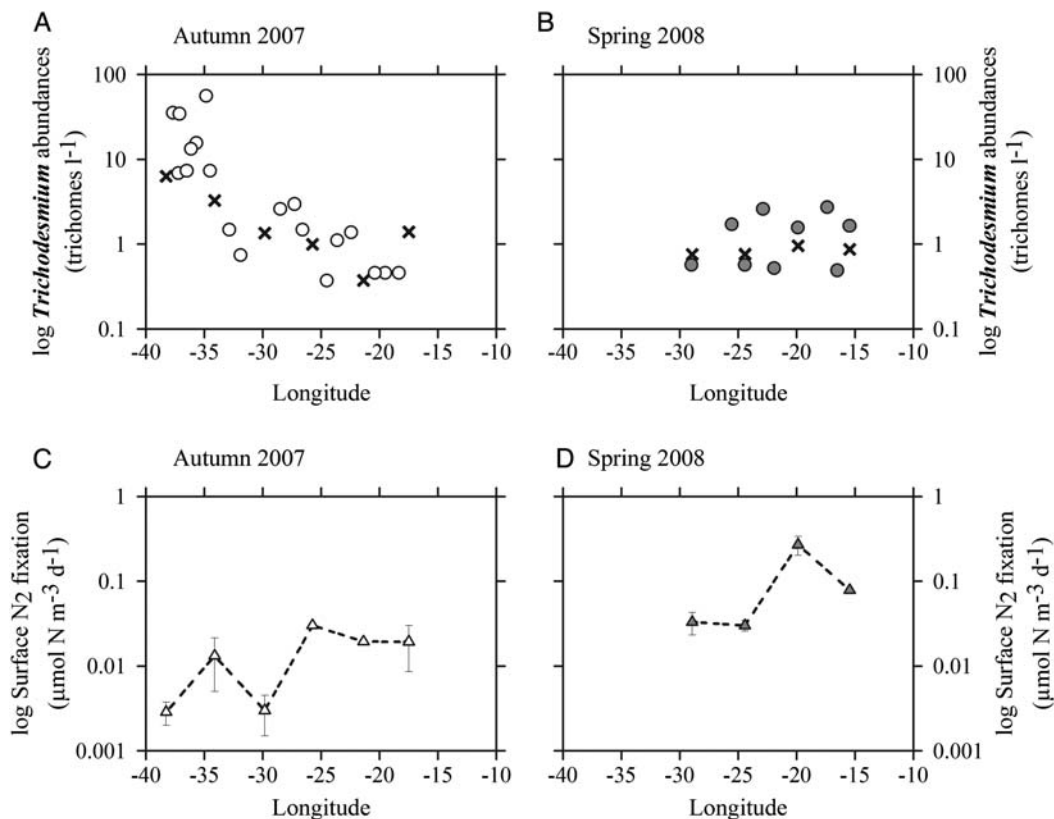 A
Autumn 2007
log Trichodesmium abundances
(trichomes l-1)
100
10
1
0.1
-40 -35 -30 -25 -20 -15 -10
Longitude
B
Spring 2008
100
10
1
0.1
log Trichodesmium abundances
(trichomes l-1)
-40 -35 -30 -25 -20 -15 -10
Longitude
C
Autumn 2007
log Surface N2 fixation
(μmol N m-3 d-1)
1
0.1
0.01
0.001
-40 -35 -30 -25 -20 -15 -10
Longitude
D
Spring 2008
1
0.1
0.01
0.001
log Surface N2 fixation
(μmol N m-3 d-1)
-40 -35 -30 -25 -20 -15 -10
Longitude